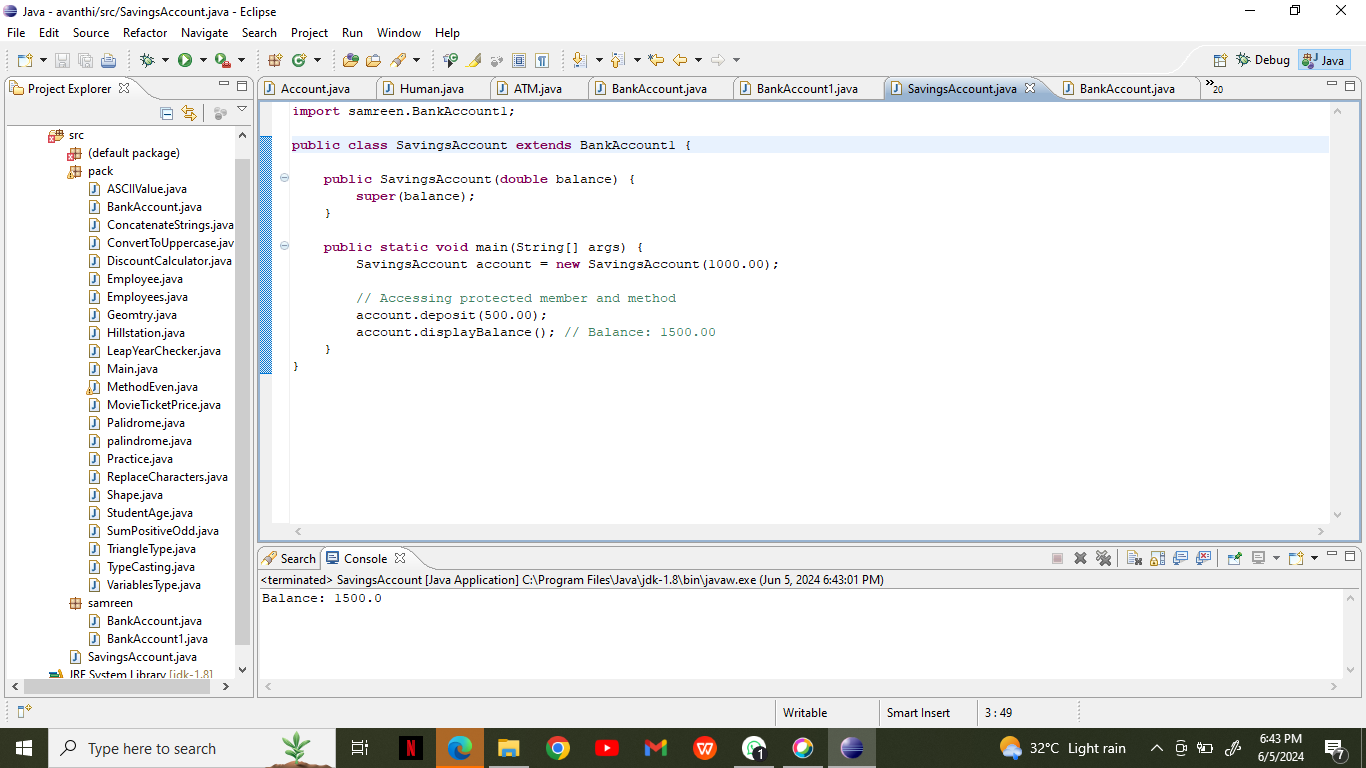 Java - avanthi/src/SavingsAccount.java - Eclipse
File Edit Source Refactor Navigate Search Project Run Window Help
Debug Java
Project Explorer
Account.java Human.java ATM.java BankAccount.java BankAccount1.java SavingsAccount.java BankAccount.java »20
src
(default package)
pack
ASCIIValue.java
BankAccount.java
ConcatenateStrings.java
ConvertToUppercase.jav
DiscountCalculator.java
Employee.java
Employees.java
Geomtry.java
Hillstation.java
LeapYearChecker.java
Main.java
MethodEven.java
MovieTicketPrice.java
Palidrome.java
palindrome.java
Practice.java
ReplaceCharacters.java
Shape.java
StudentAge.java
SumPositiveOdd.java
TriangleType.java
TypeCasting.java
VariablesType.java
samreen
BankAccount.java
BankAccount1.java
SavingsAccount.java
JRE System Library [jdk-1.8]
import samreen.BankAccount1;
public class SavingsAccount extends BankAccount1 {
public SavingsAccount(double balance) {
super(balance);
}
public static void main(String[] args) {
SavingsAccount account = new SavingsAccount(1000.00);
// Accessing protected member and method
account.deposit(500.00);
account.displayBalance(); // Balance: 1500.00
}
}
Search Console
<terminated> SavingsAccount [Java Application] C:\Program Files\Java\jdk-1.8\bin\javaw.exe (Jun 5, 2024 6:43:01 PM)
Balance: 1500.0
Writable Smart Insert 3 : 49
Type here to search
32°C Light rain
6:43 PM
6/5/2024
7
1